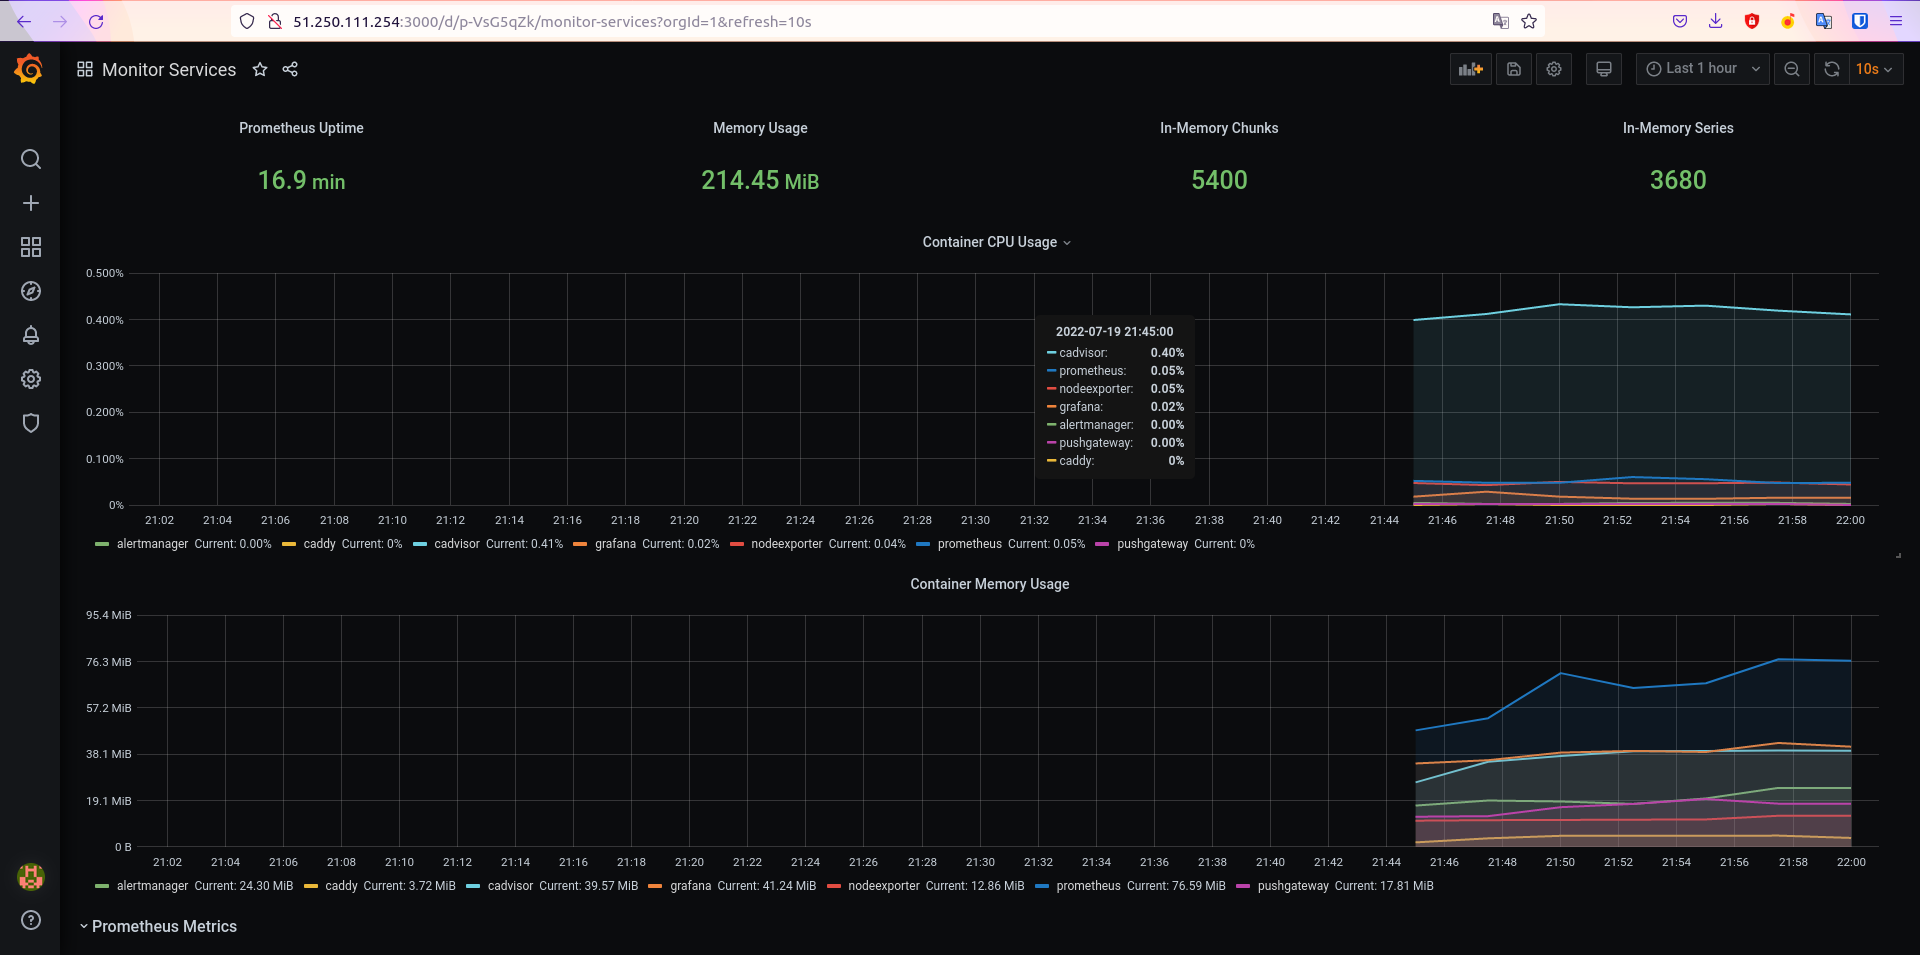 51.250.111.254:3000/d/p-VsG5qZk/monitor-services?orgId=1&refresh=10s
Monitor Services
Last 1 hour
10s
Prometheus Uptime
Memory Usage
In-Memory Chunks
In-Memory Series
16.9 min
214.45 MiB
5400
3680
Container CPU Usage
0.500%
0.400%
0.300%
0.200%
0.100%
0%
2022-07-19 21:45:00
cadvisor: 0.40%
prometheus: 0.05%
nodeexporter: 0.05%
grafana: 0.02%
alertmanager: 0.00%
pushgateway: 0.00%
caddy: 0%
21:02 21:04 21:06 21:08 21:10 21:12 21:14 21:16 21:18 21:20 21:22 21:24 21:26 21:28 21:30 21:32 21:34 21:36 21:38 21:40 21:42 21:44 21:46 21:48 21:50 21:52 21:54 21:56 21:58 22:00
alertmanager Current: 0.00% caddy Current: 0% cadvisor Current: 0.41% grafana Current: 0.02% nodeexporter Current: 0.04% prometheus Current: 0.05% pushgateway Current: 0%
Container Memory Usage
95.4 MiB
76.3 MiB
57.2 MiB
38.1 MiB
19.1 MiB
0 B
21:02 21:04 21:06 21:08 21:10 21:12 21:14 21:16 21:18 21:20 21:22 21:24 21:26 21:28 21:30 21:32 21:34 21:36 21:38 21:40 21:42 21:44 21:46 21:48 21:50 21:52 21:54 21:56 21:58 22:00
alertmanager Current: 24.30 MiB caddy Current: 3.72 MiB cadvisor Current: 39.57 MiB grafana Current: 41.24 MiB nodeexporter Current: 12.86 MiB prometheus Current: 76.59 MiB pushgateway Current: 17.81 MiB
Prometheus Metrics